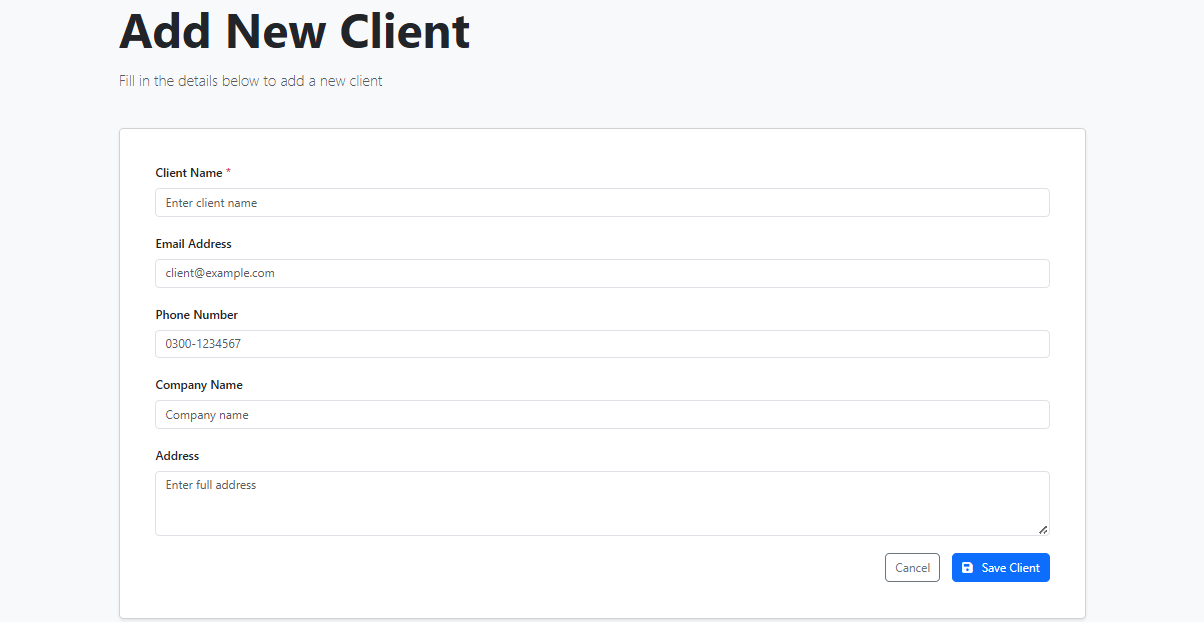 Add New Client
Fill in the details below to add a new client
Client Name *
Enter client name
Email Address
client@example.com
Phone Number
0300-1234567
Company Name
Company name
Address
Enter full address
Cancel
Save Client